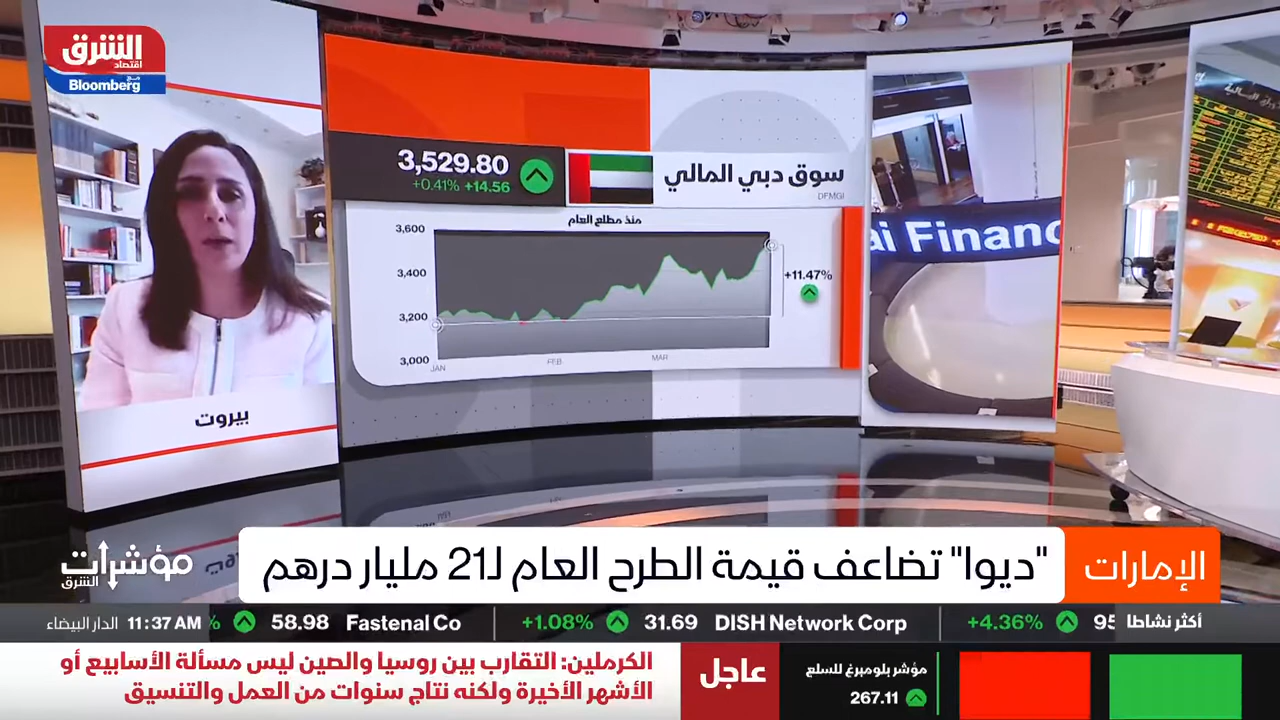 الشرق
اقتصاد
مع
Bloomberg
بيروت
3,529.80
+0.41% +14.56
سوق دبي المالي
DFMGI
منذ مطلع العام
3,600
3,400
3,200
3,000
JAN
FEB
MAR
+11.47%
ai Financ
الإمارات
"ديوا" تضاعف قيمة الطرح العام لـ21 مليار درهم
مؤشرات
الشرق
أكثر نشاطا
95 +4.36%
DISH Network Corp 31.69 +1.08%
Fastenal Co 58.98 %
11:37 AM الدار البيضاء
مؤشر بلومبرغ للسلع
267.11
عاجل
الكرملين: التقارب بين روسيا والصين ليس مسألة الأسابيع أو
الأشهر الأخيرة ولكنه نتاج سنوات من العمل والتنسيق